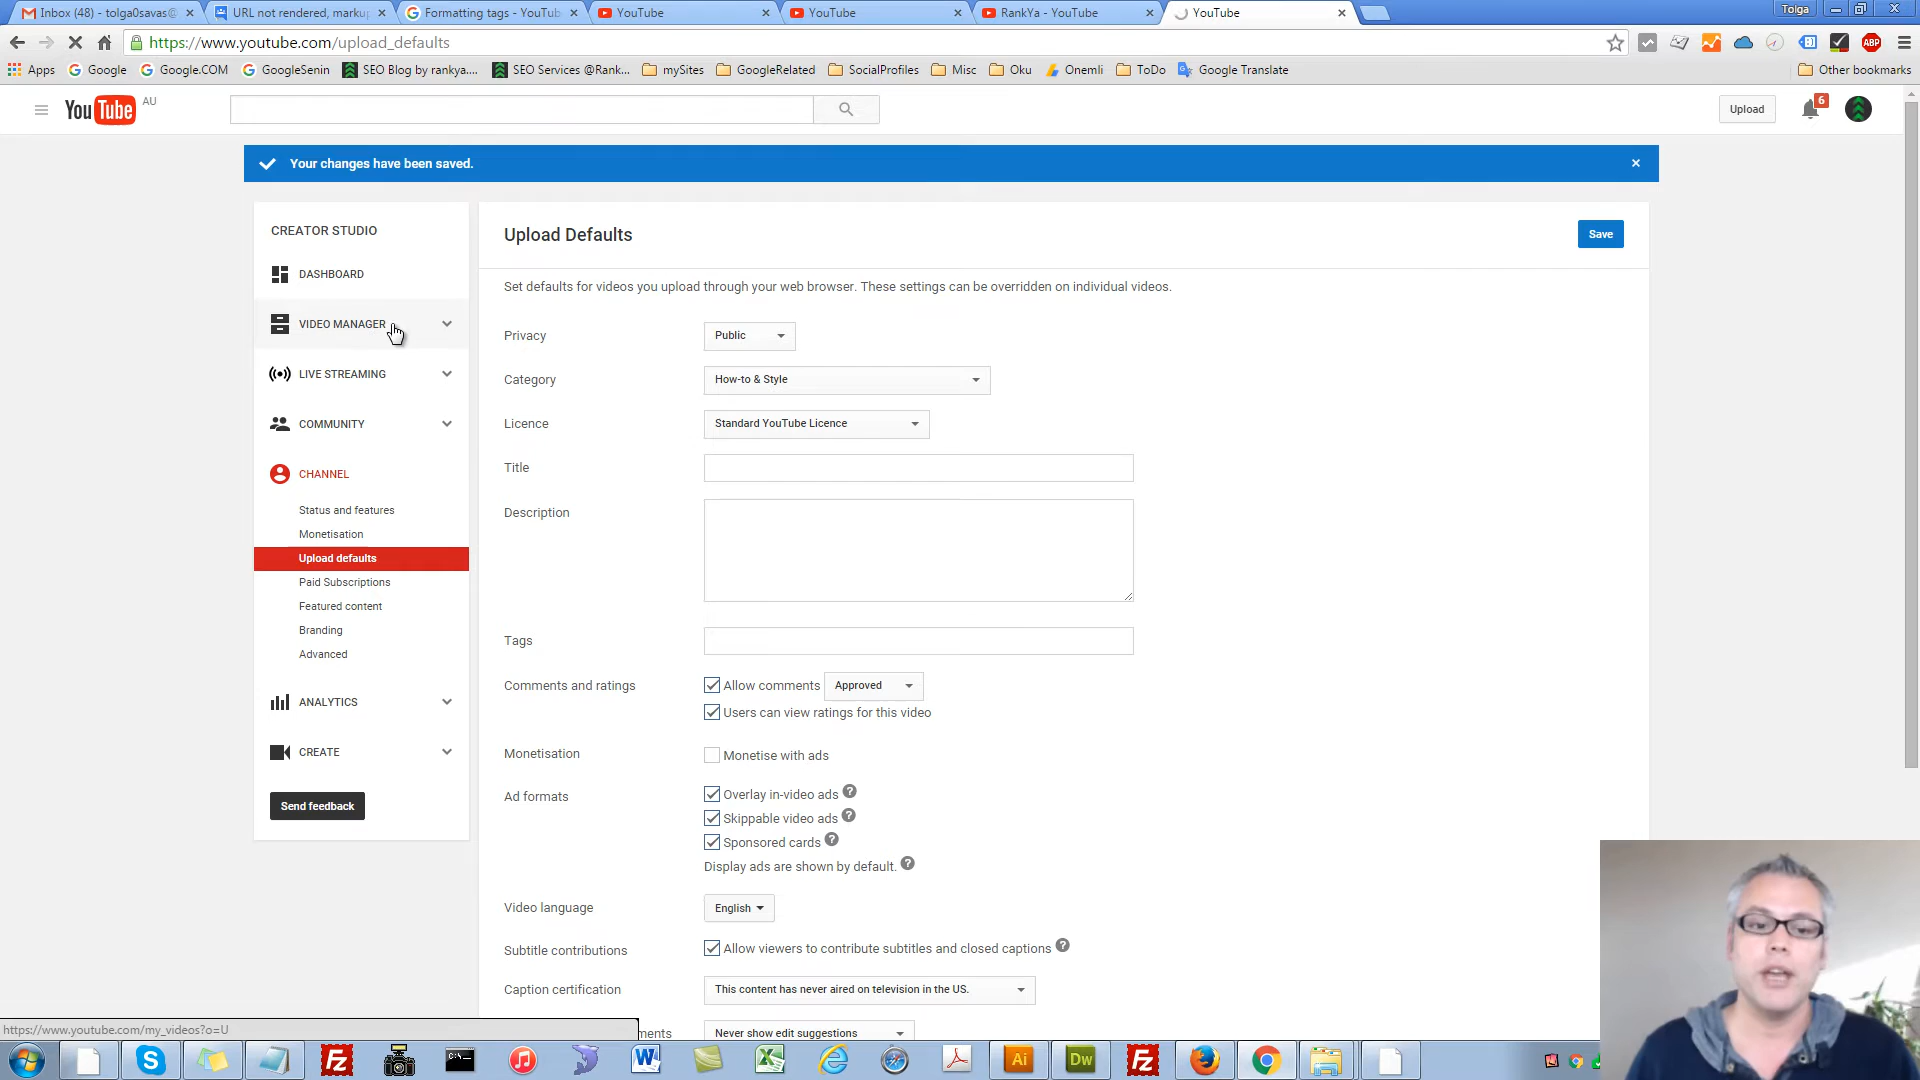 Inbox (48) - tolga0savas@
URL not rendered, marku
Formatting tags - YouTub
YouTube
YouTube
RankYa - YouTube
YouTube
Tolga
https://www.youtube.com/upload_defaults
Apps
Google
Google.COM
GoogleSenin
SEO Blog by rankya....
SEO Services @Rank...
mySites
GoogleRelated
SocialProfiles
Misc
Oku
Onemli
ToDo
Google Translate
Other bookmarks
ABP
YouTube AU
Upload
6
Your changes have been saved.
CREATOR STUDIO
DASHBOARD
VIDEO MANAGER
LIVE STREAMING
COMMUNITY
CHANNEL
Status and features
Monetisation
Upload defaults
Paid Subscriptions
Featured content
Branding
Advanced
ANALYTICS
CREATE
Send feedback
Upload Defaults
Save
Set defaults for videos you upload through your web browser. These settings can be overridden on individual videos.
Privacy
Public
Category
How-to & Style
Licence
Standard YouTube Licence
Title
Description
Tags
Comments and ratings
Allow comments
Approved
Users can view ratings for this video
Monetisation
Monetise with ads
Ad formats
Overlay in-video ads ?
Skippable video ads ?
Sponsored cards ?
Display ads are shown by default. ?
Video language
English
Subtitle contributions
Allow viewers to contribute subtitles and closed captions ?
Caption certification
This content has never aired on television in the US.
ments
Never show edit suggestions
https://www.youtube.com/my_videos?o=U
Fz
C:\
W
Ai
Dw
Fz